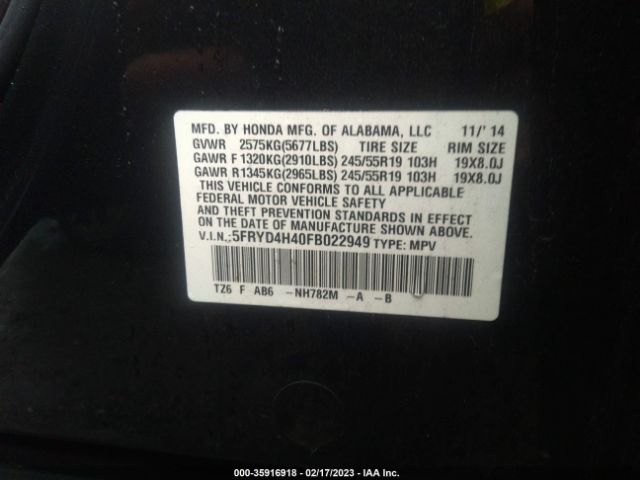 MFD. BY HONDA MFG. OF ALABAMA, LLC 11/' 14
GVWR 2575KG(5677LBS) TIRE SIZE RIM SIZE
GAWR F 1320KG(2910LBS) 245/55R19 103H 19X8.0J
GAWR R1345KG(2965LBS) 245/55R19 103H 19X8.0J
THIS VEHICLE CONFORMS TO ALL APPLICABLE
FEDERAL MOTOR VEHICLE SAFETY
AND THEFT PREVENTION STANDARDS IN EFFECT
ON THE DATE OF MANUFACTURE SHOWN ABOVE.
V.I.N.:5FRYD4H40FB022949 TYPE: MPV
TZ6 F AB6 -NH782M -A -B
000-35916918 - 02/17/2023 - IAA Inc.